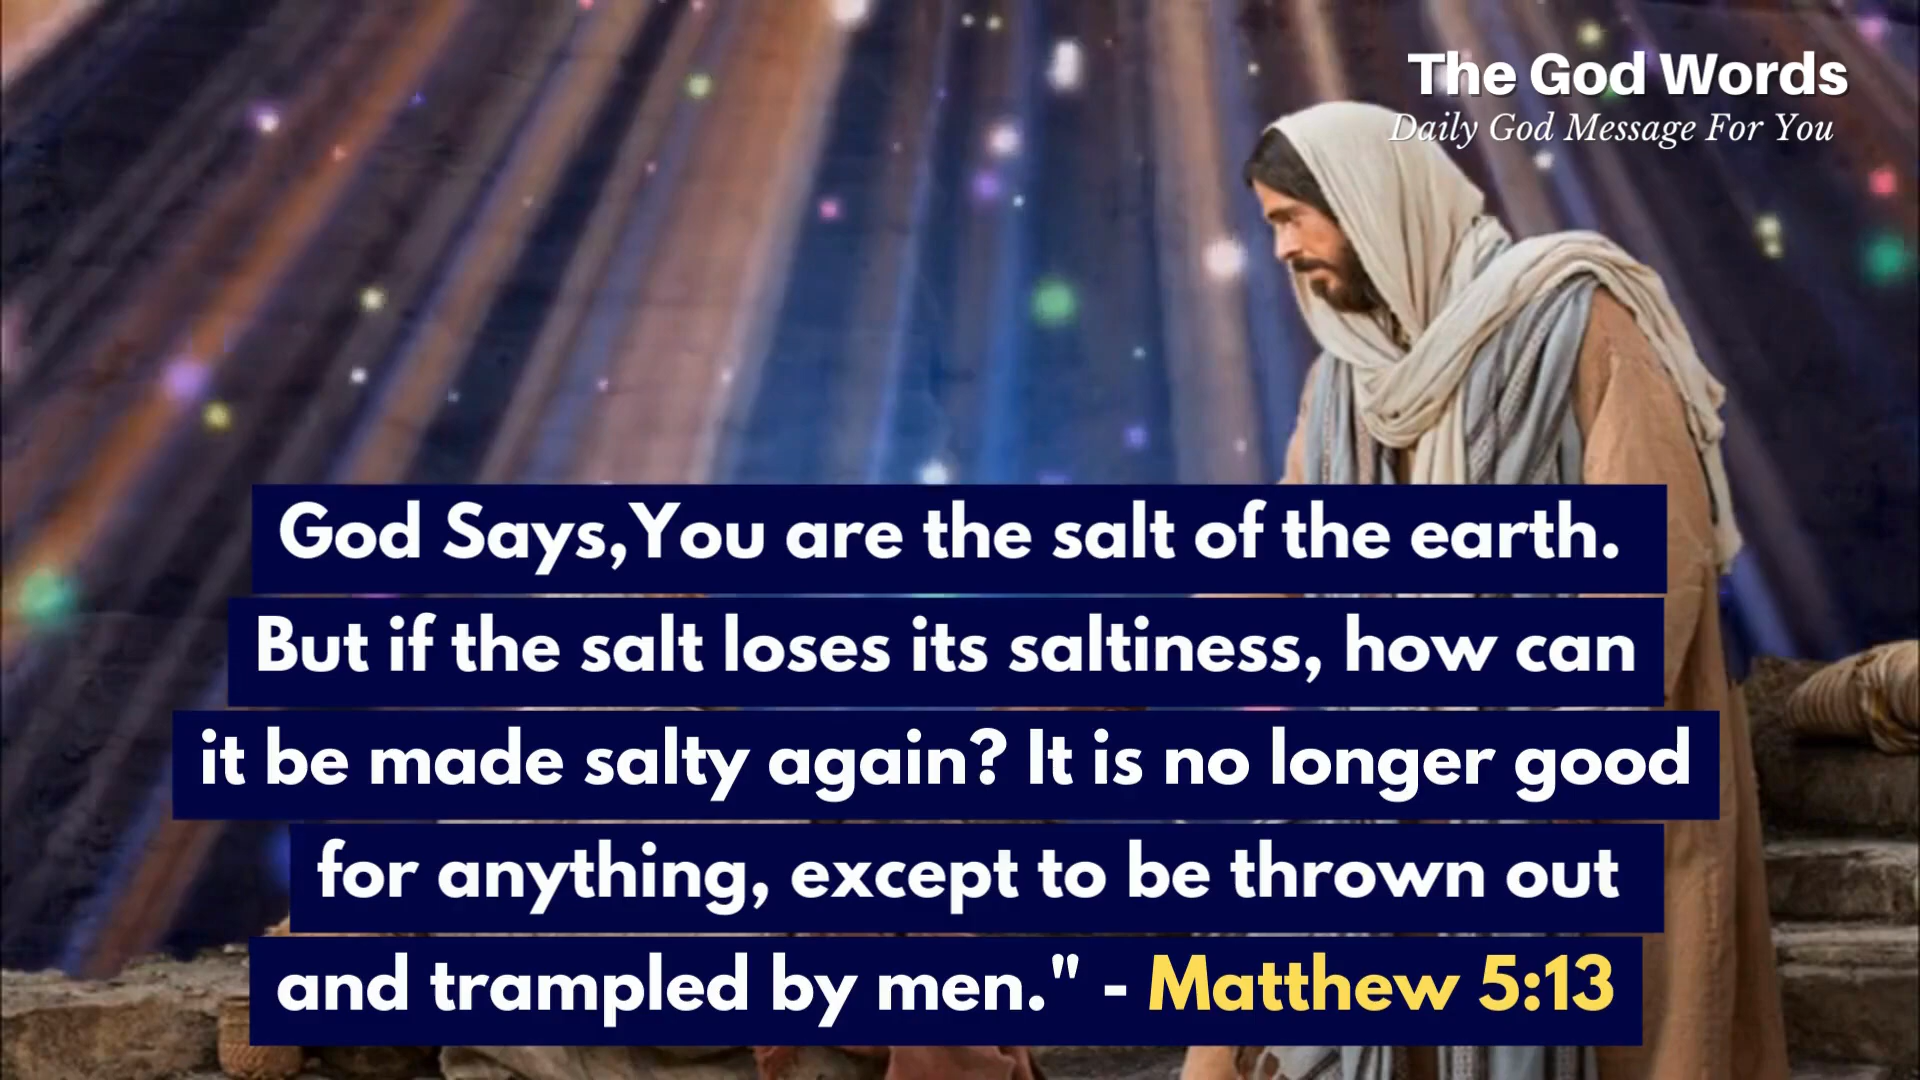 The God Words
Daily God Message For You
God Says,You are the salt of the earth.
But if the salt loses its saltiness, how can
it be made salty again? It is no longer good
for anything, except to be thrown out
and trampled by men." - Matthew 5:13